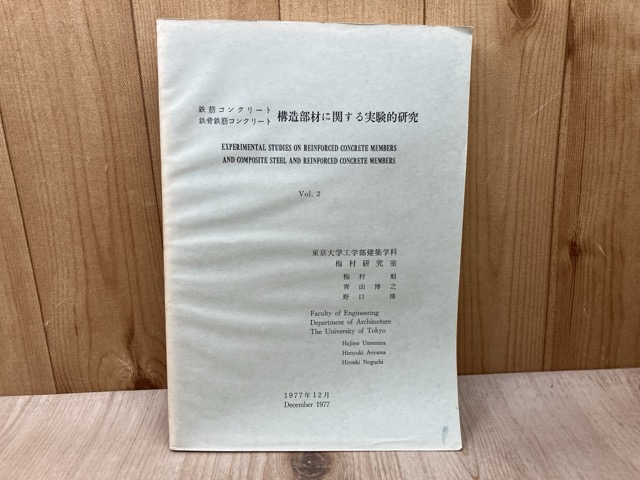 鉄筋コンクリート
鉄骨鉄筋コンクリート 構造部材に関する実験的研究
EXPERIMENTAL STUDIES ON REINFORCED CONCRETE MEMBERS
AND COMPOSITE STEEL AND REINFORCED CONCRETE MEMBERS
Vol. 2
東京大学工学部建築学科
梅村研究室
梅村 魁
青山博之
野口 博
Faculty of Engineering
Department of Architecture
The University of Tokyo
Hajime Umemura
Hiroyuki Aoyama
Hiroshi Noguchi
1977年12月
December 1977